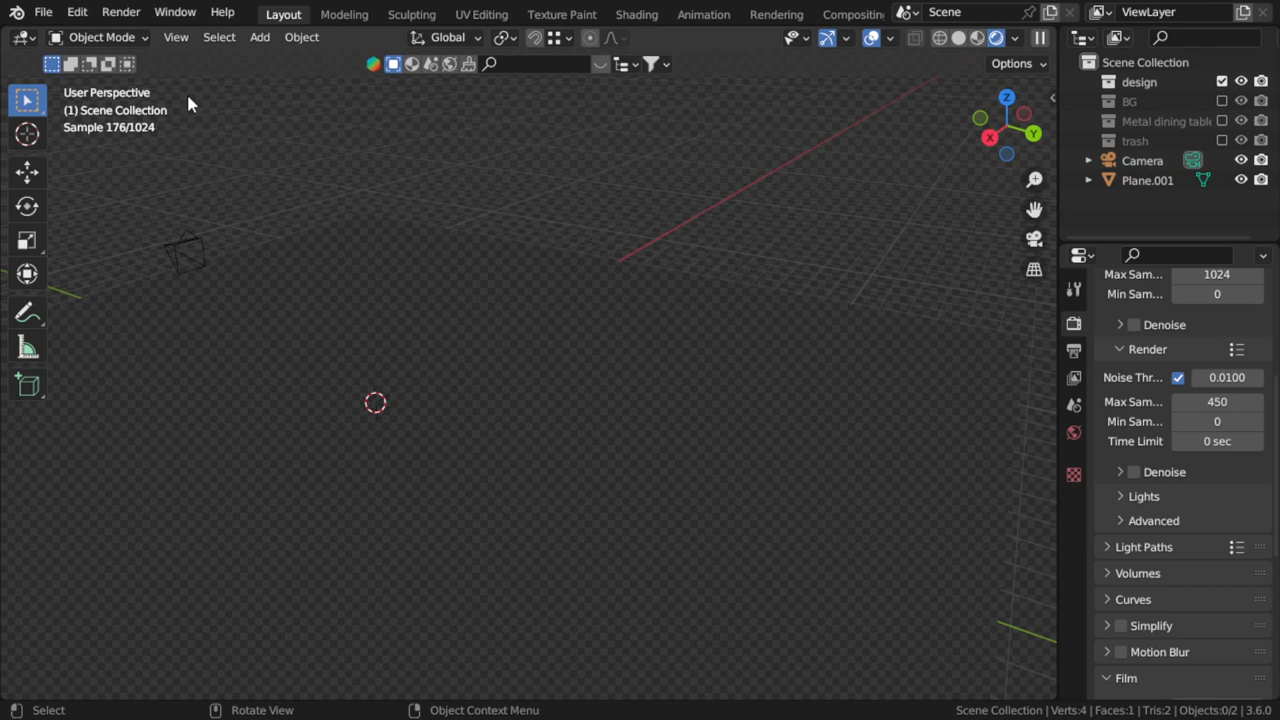 File Edit Render Window Help Layout Modeling Sculpting UV Editing Texture Paint Shading Animation Rendering Compositin Scene ViewLayer
Object Mode View Select Add Object Global
Options
User Perspective
(1) Scene Collection
Sample 176/1024
Z
Y
X
Scene Collection
design
BG
Metal dining table
trash
Camera
Plane.001
Max Sam... 1024
Min Sam... 0
Denoise
Render
Noise Thr... 0.0100
Max Sam... 450
Min Sam... 0
Time Limit 0 sec
Denoise
Lights
Advanced
Light Paths
Volumes
Curves
Simplify
Motion Blur
Film
Select Rotate View Object Context Menu Scene Collection | Verts:4 | Faces:1 | Tris:2 | Objects:0/2 | 3.6.0